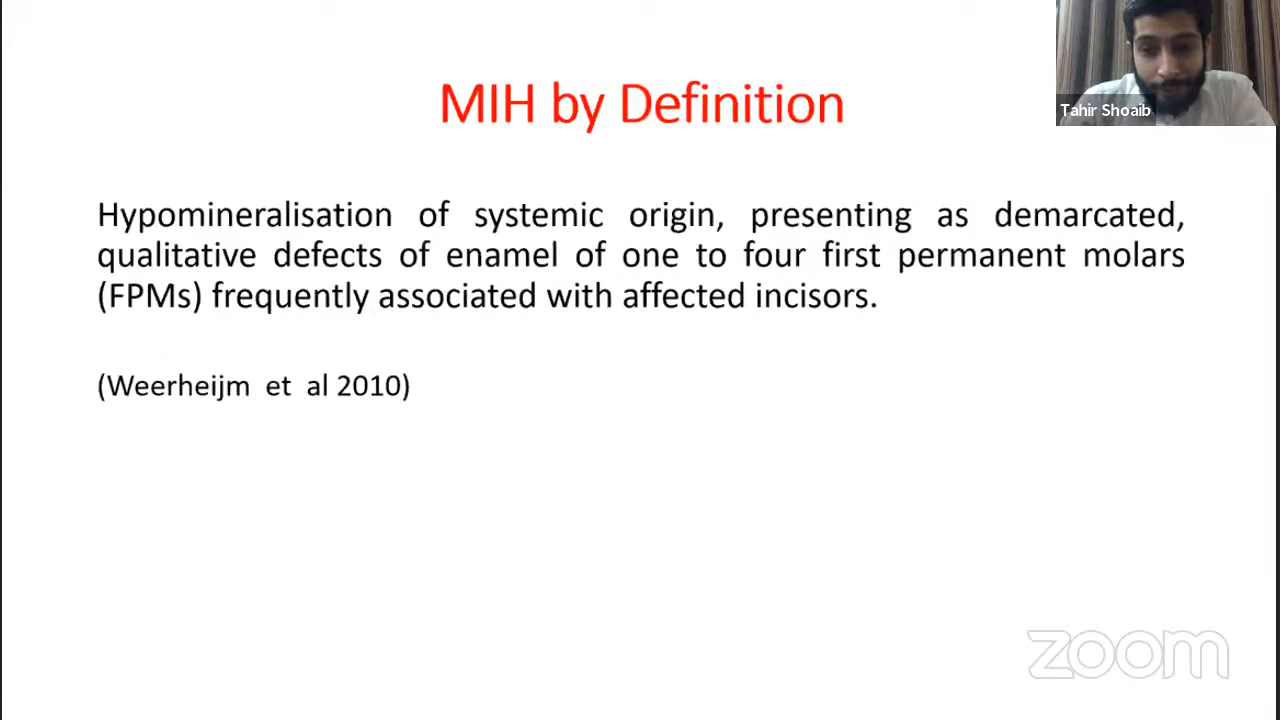 MIH by Definition
Tahir Shoaib
Hypomineralisation of systemic origin, presenting as demarcated,
qualitative defects of enamel of one to four first permanent molars
(FPMs) frequently associated with affected incisors.
(Weerheijm et al 2010)
zoom